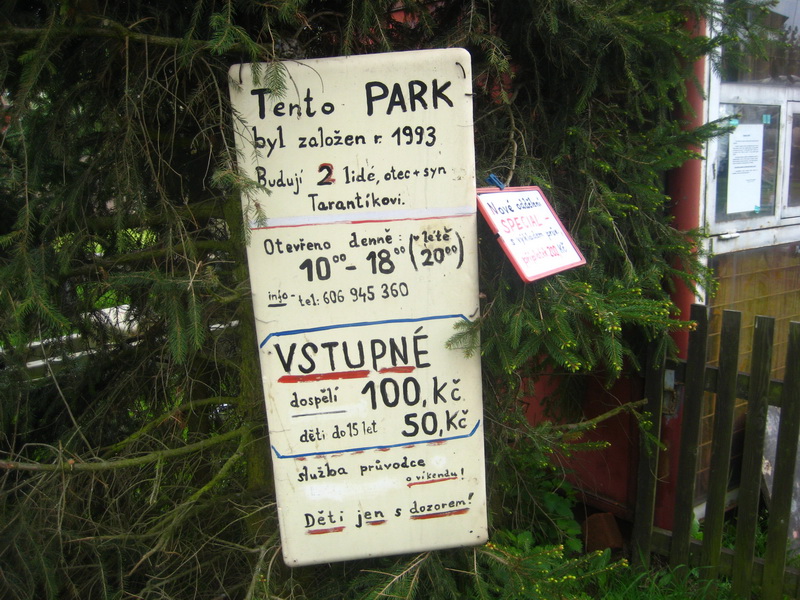 Tento PARK
byl založen r. 1993
Budují 2 lidé, otec + syn
Tarantíkovi.
Otevřeno denně: (v létě
10⁰⁰ - 18⁰⁰ 20⁰⁰)
info - tel: 606 945 360
VSTUPNÉ
dospělí 100,Kč
děti do 15 let 50,Kč
služba průvodce
o víkendu!
Děti jen s dozorem!
Nové oddělení
SPECIAL -